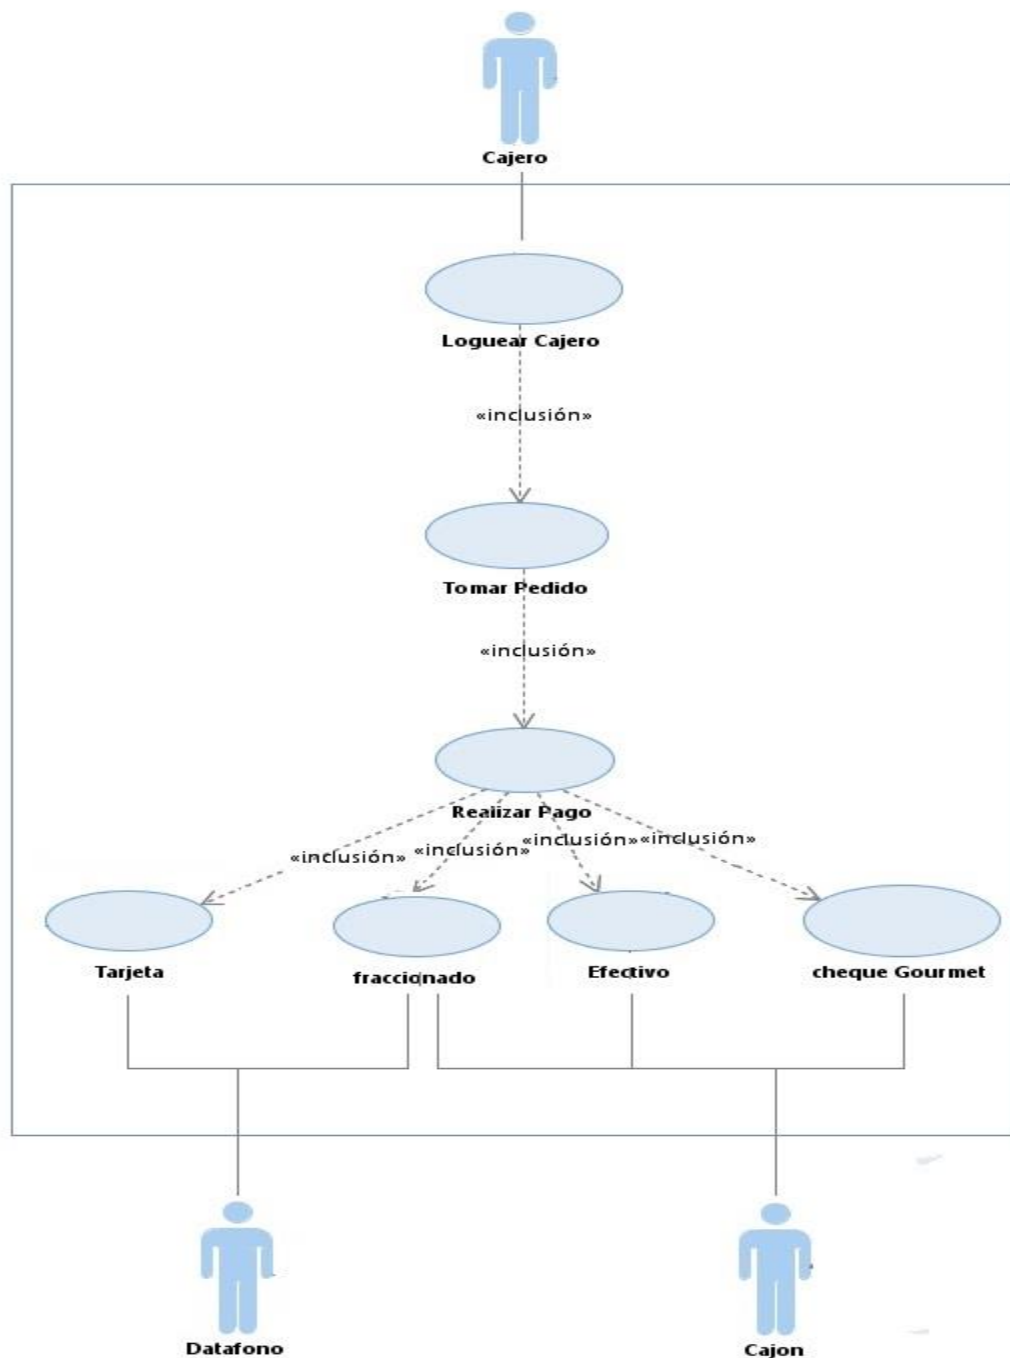 Cajero
Loguear Cajero
«inclusión»
Tomar Pedido
«inclusión»
Realizar Pago
«inclusión» «inclusión» «inclusión» «inclusión»
Tarjeta fraccionado Efectivo cheque Gourmet
Datafono Cajon